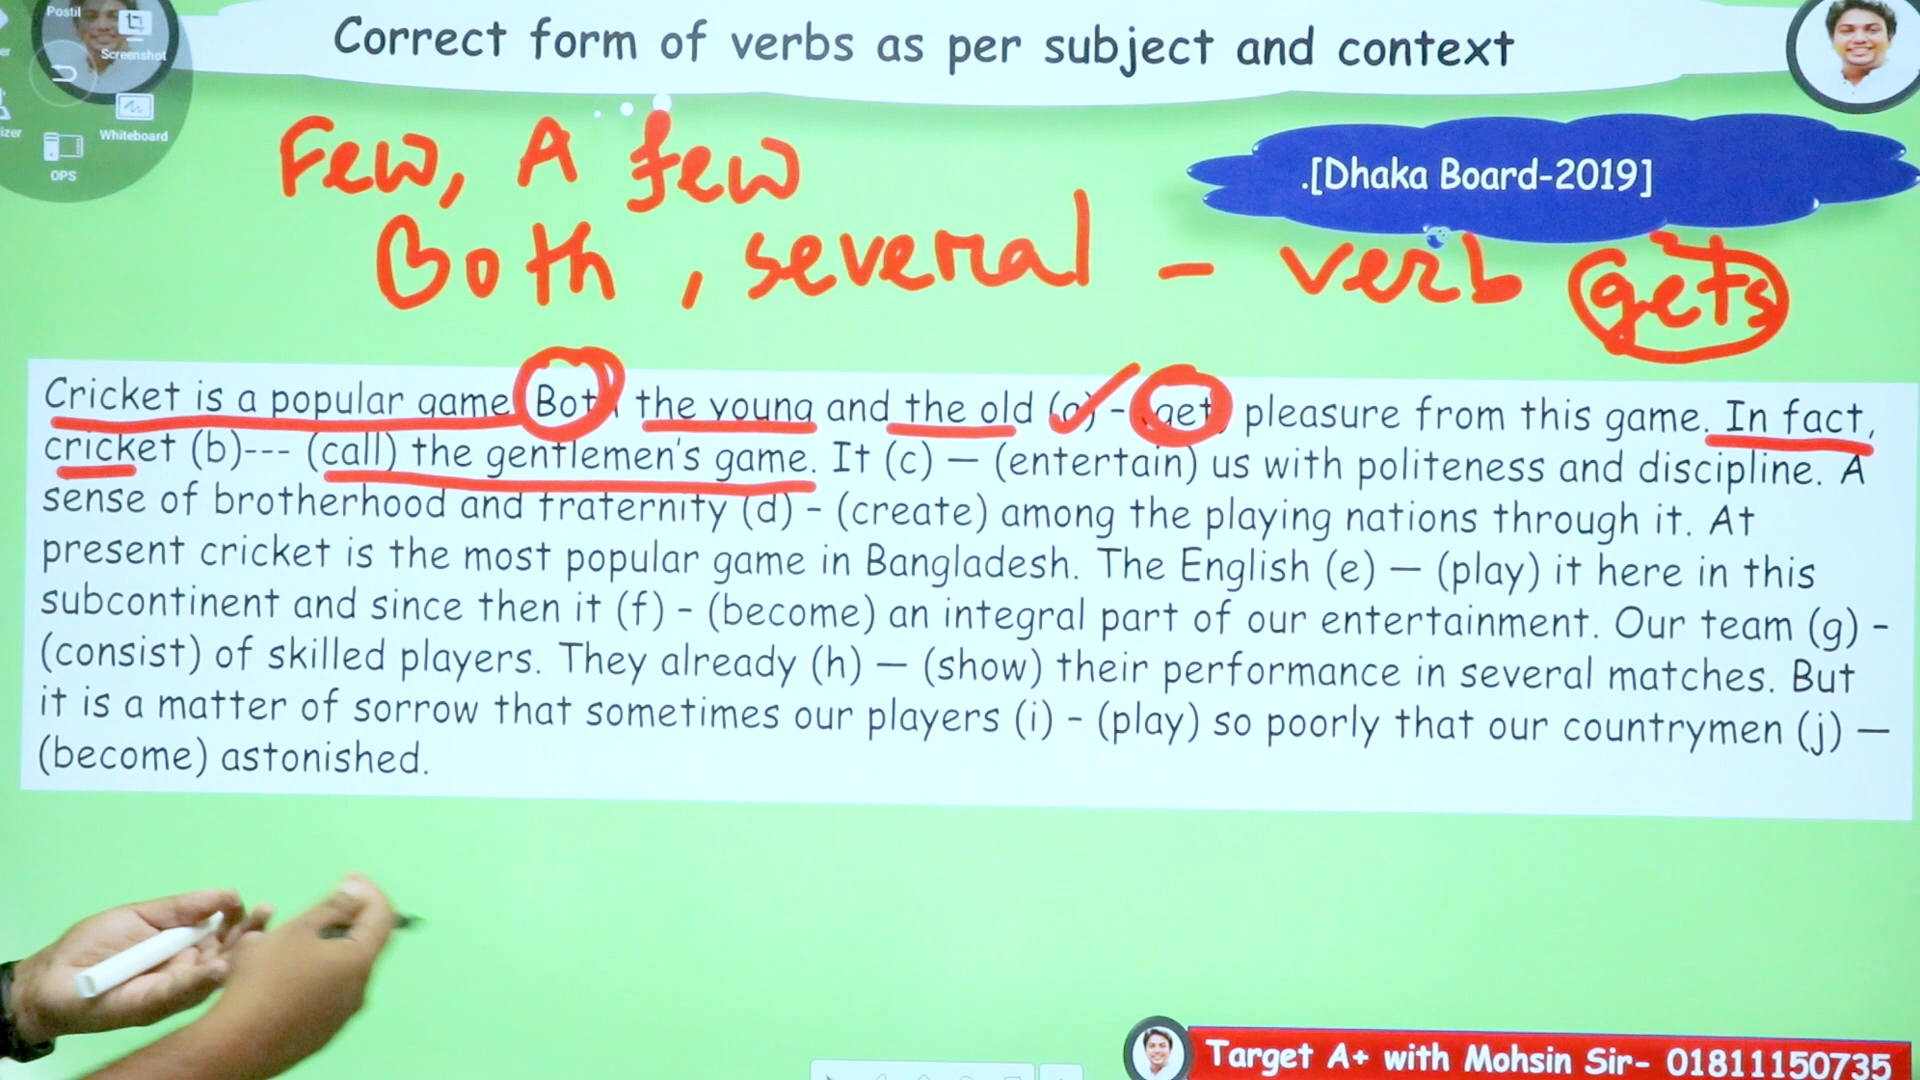 Postil
Screenshot
Whiteboard
OPS
Correct form of verbs as per subject and context
.[Dhaka Board-2019]
Few, A few
Both, several - verb gets
Cricket is a popular game Both the young and the old (a) - get pleasure from this game. In fact,
cricket (b)--- (call) the gentlemen's game. It (c) — (entertain) us with politeness and discipline. A
sense of brotherhood and fraternity (d) - (create) among the playing nations through it. At
present cricket is the most popular game in Bangladesh. The English (e) — (play) it here in this
subcontinent and since then it (f) - (become) an integral part of our entertainment. Our team (g) -
(consist) of skilled players. They already (h) — (show) their performance in several matches. But
it is a matter of sorrow that sometimes our players (i) - (play) so poorly that our countrymen (j) —
(become) astonished.
Target A+ with Mohsin Sir- 01811150735